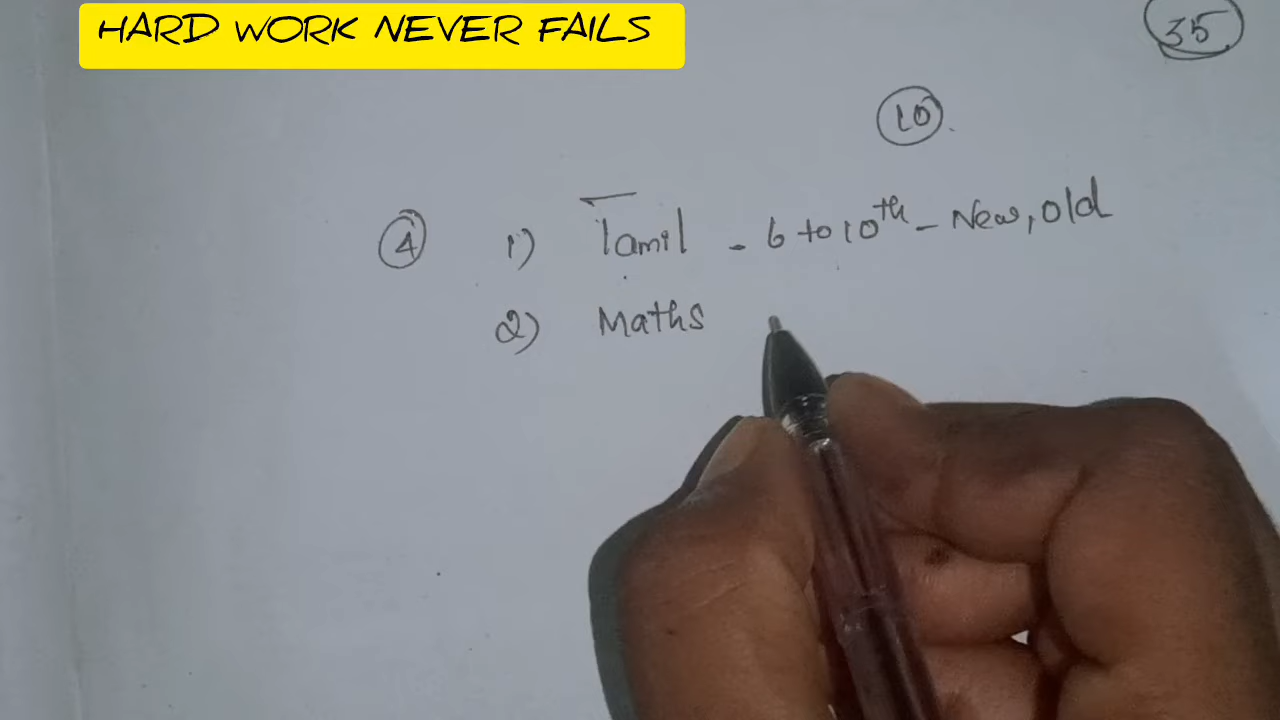 HARD WORK NEVER FAILS
35
10
4 1) Tamil - 6 to 10th - New, Old
2) Maths